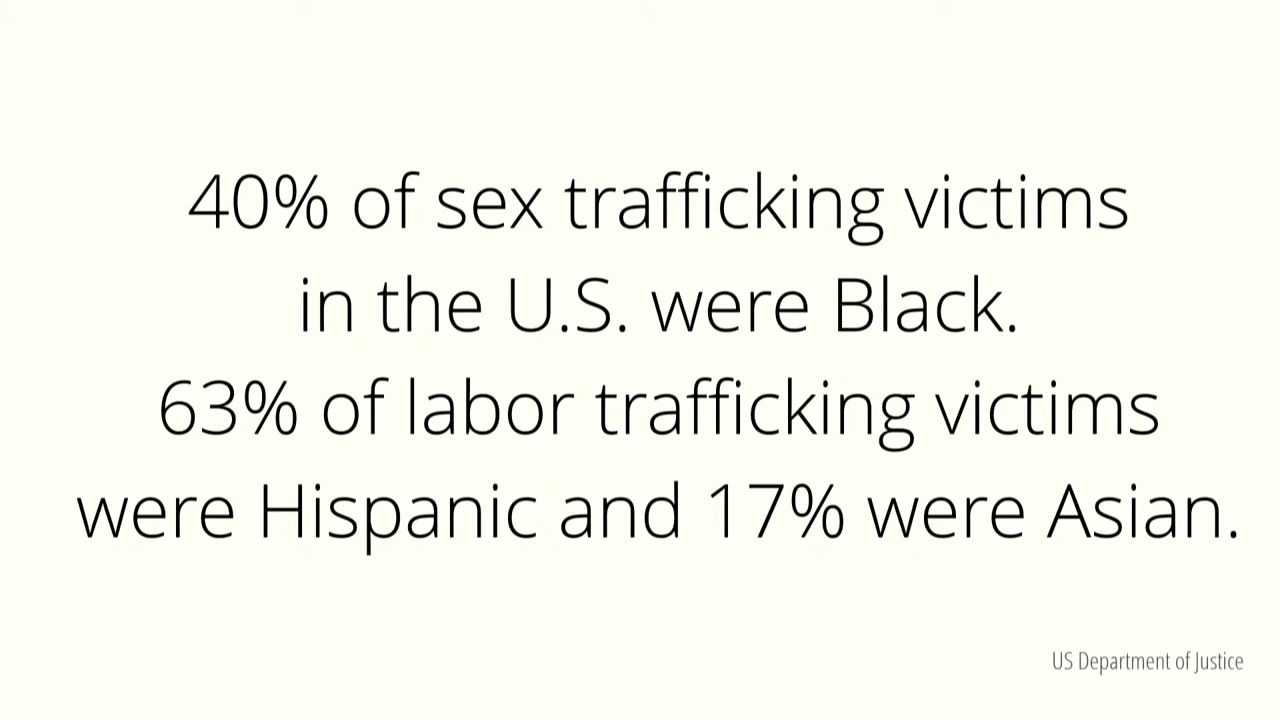 40% of sex trafficking victims
in the U.S. were Black.
63% of labor trafficking victims
were Hispanic and 17% were Asian.
US Department of Justice